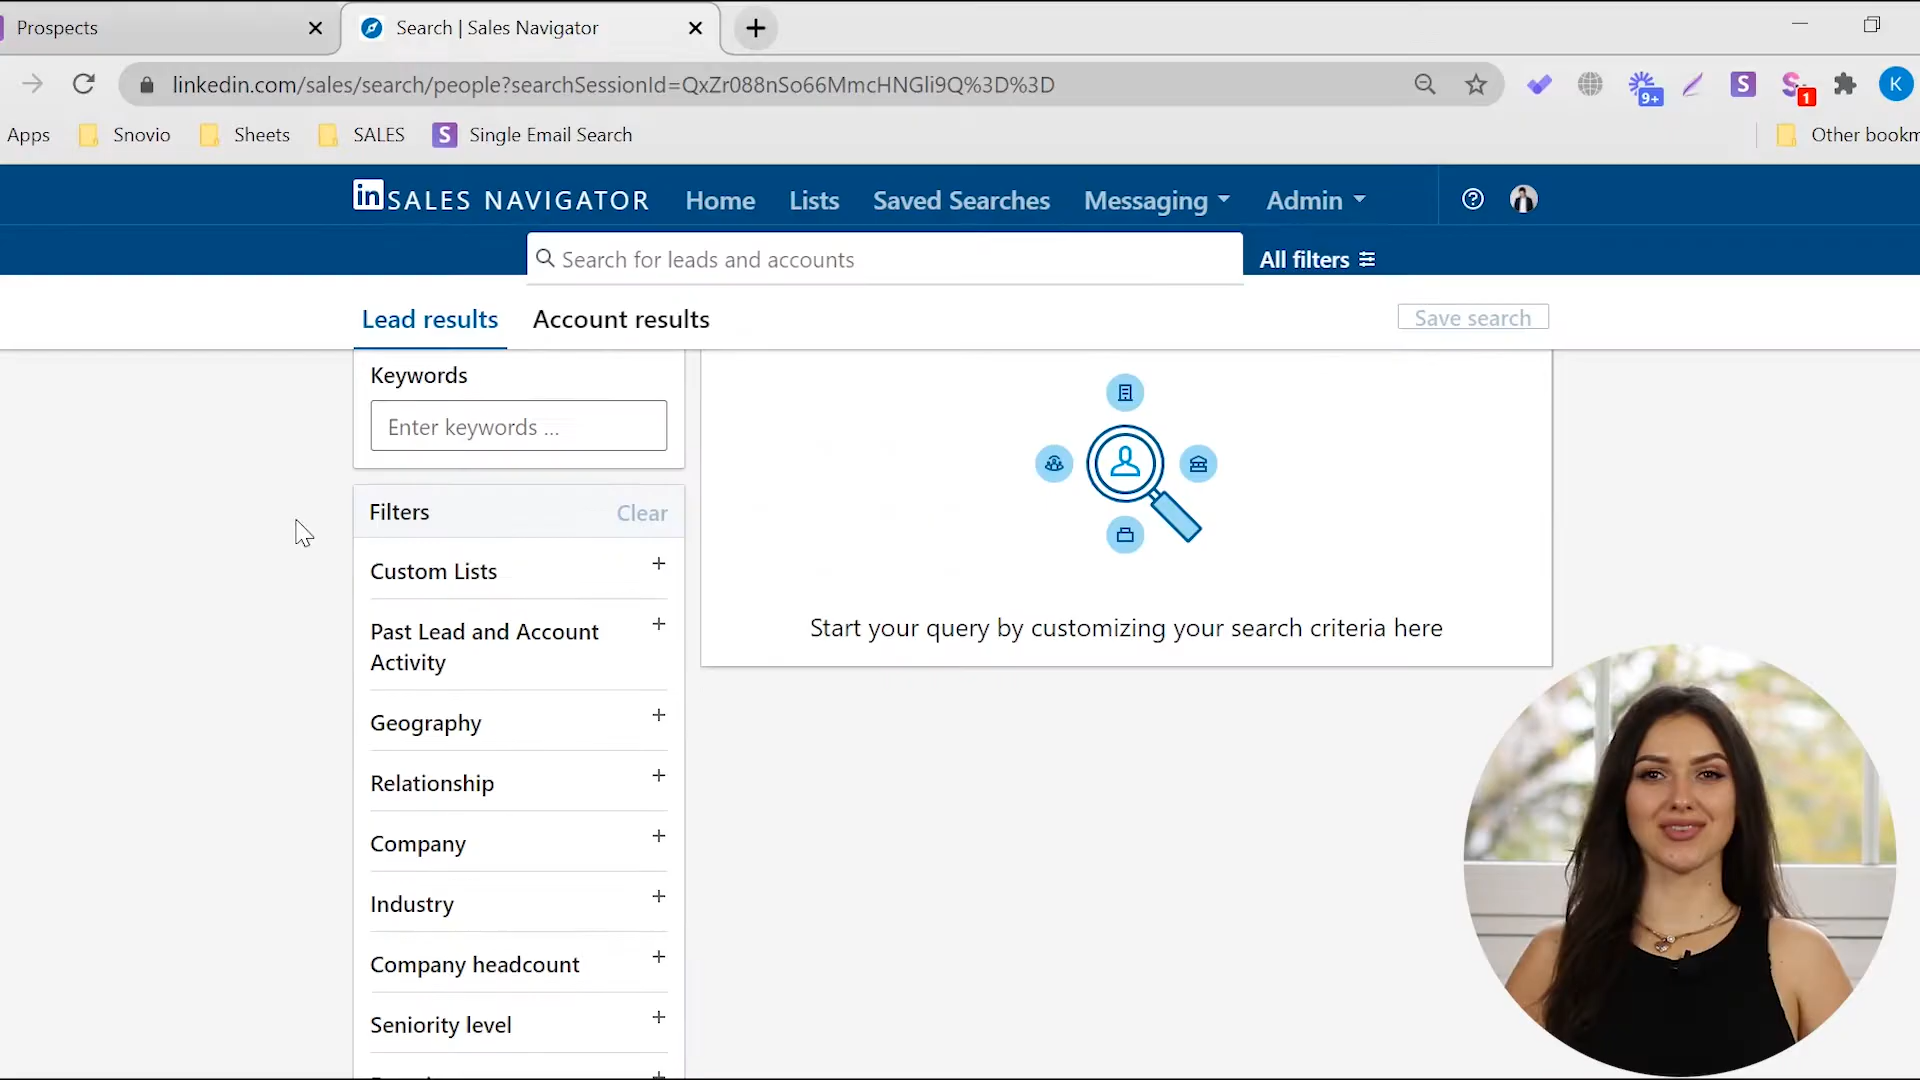 Prospects
Search | Sales Navigator
linkedin.com/sales/search/people?searchSessionId=QxZr088nSo66MmcHNGli9Q%3D%3D
9+
S
1
K
Apps
Snovio
Sheets
SALES
S
Single Email Search
Other bookm
in SALES NAVIGATOR
Home
Lists
Saved Searches
Messaging
Admin
Search for leads and accounts
All filters
Lead results
Account results
Save search
Keywords
Enter keywords ...
Filters
Clear
Custom Lists
Past Lead and Account
Activity
Geography
Relationship
Company
Industry
Company headcount
Seniority level
Start your query by customizing your search criteria here